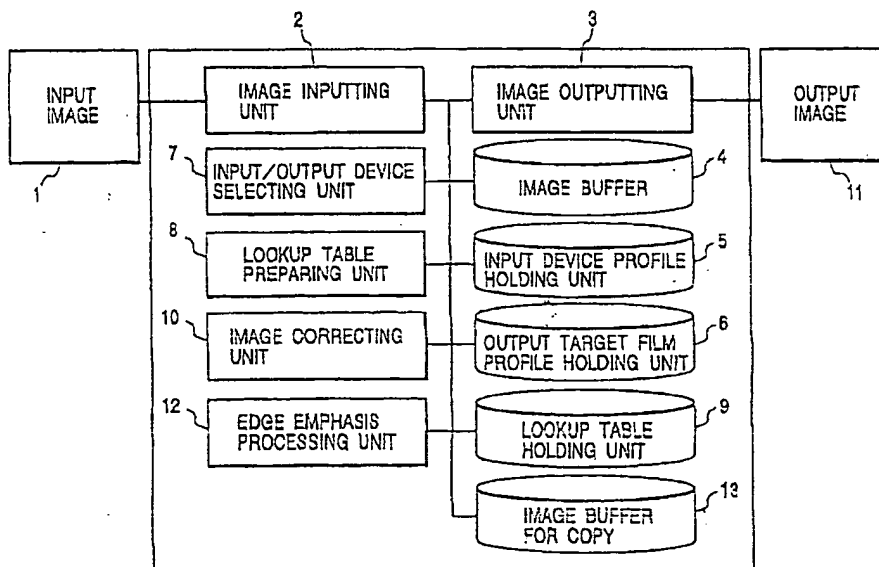 2
3
INPUT
IMAGE
1
IMAGE INPUTTING
UNIT
IMAGE OUTPUTTING
UNIT
OUTPUT
IMAGE
11
7
INPUT/OUTPUT DEVICE
SELECTING UNIT
IMAGE BUFFER
4
8
LOOKUP TABLE
PREPARING UNIT
INPUT DEVICE PROFILE
HOLDING UNIT
5
10
IMAGE CORRECTING
UNIT
OUTPUT TARGET FILM
PROFILE HOLDING UNIT
6
12
EDGE EMPHASIS
PROCESSING UNIT
LOOKUP TABLE
HOLDING UNIT
9
IMAGE BUFFER
FOR COPY
13